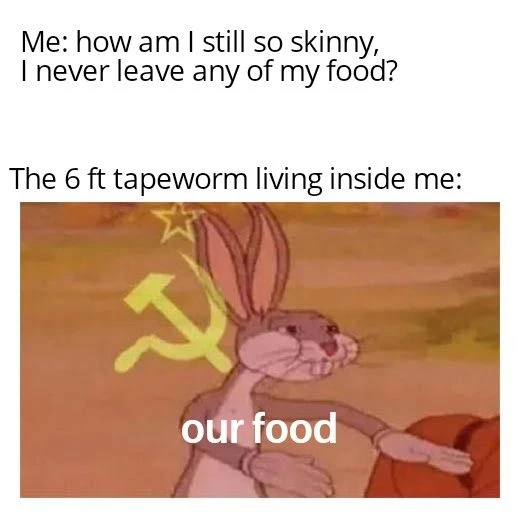 Me: how am I still so skinny,
I never leave any of my food?
The 6 ft tapeworm living inside me:
our food